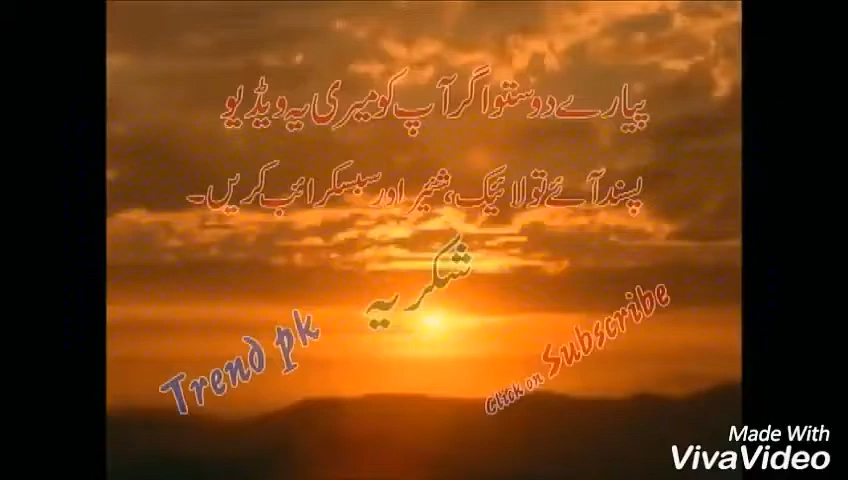 پیارے دوستو اگر آپ کو میری یہ ویڈیو
پسند آئے تو لائیک، شئیر اور سبسکرائب کریں۔
شکریہ
Trend pk
Click on Subscribe
Made With
VivaVideo